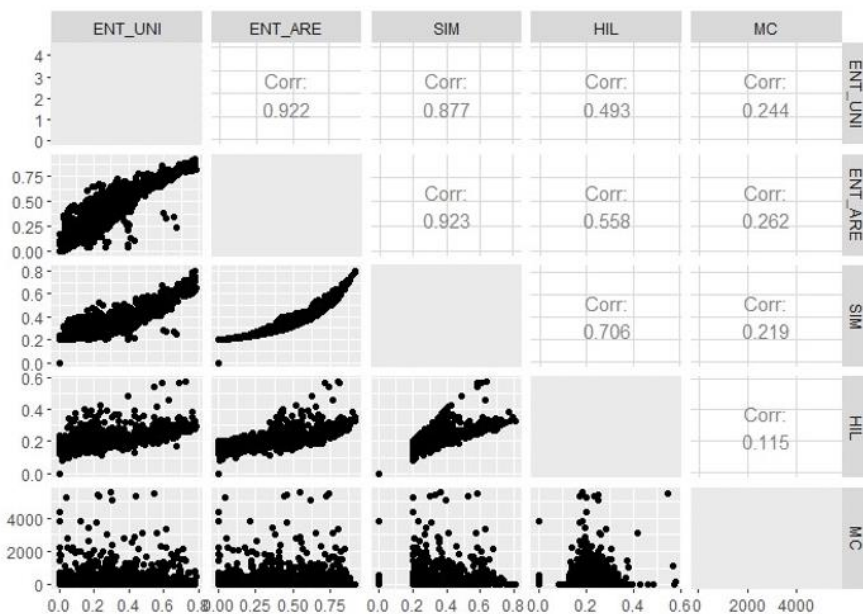 ENT_UNI ENT_ARE SIM HIL MC
4
3
2
1
0
Corr:
0.922
Corr:
0.877
Corr:
0.493
Corr:
0.244
ENT_UNI
0.75
0.50
0.25
0.00
Corr:
0.923
Corr:
0.558
Corr:
0.262
ENT_ARE
0.8
0.6
0.4
0.2
0.0
Corr:
0.706
Corr:
0.219
SIM
0.6
0.4
0.2
0.0
Corr:
0.115
HIL
4000
2000
0
MC
0.0 0.2 0.4 0.6 0.8 0.00 0.25 0.50 0.75 0.0 0.2 0.4 0.6 0.8 0.0 0.2 0.4 0.6 0 2000 4000